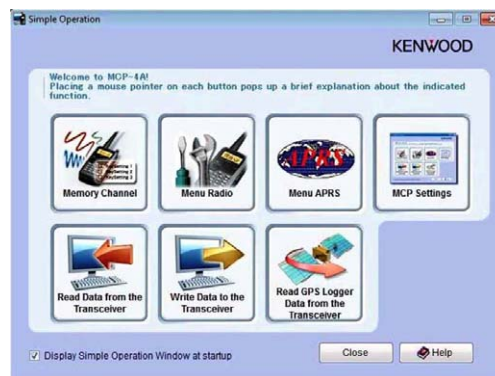 Simple Operation
KENWOOD
Welcome to MCP-4A!
Placing a mouse pointer on each button pops up a brief explanation about the indicated
function.
Memory Channel
Menu Radio
APRS
Menu APRS
MCP Settings
Read Data from the
Transceiver
Write Data to the
Transceiver
Read GPS Logger
Data from the
Transceiver
Display Simple Operation Window at startup
Close
Help